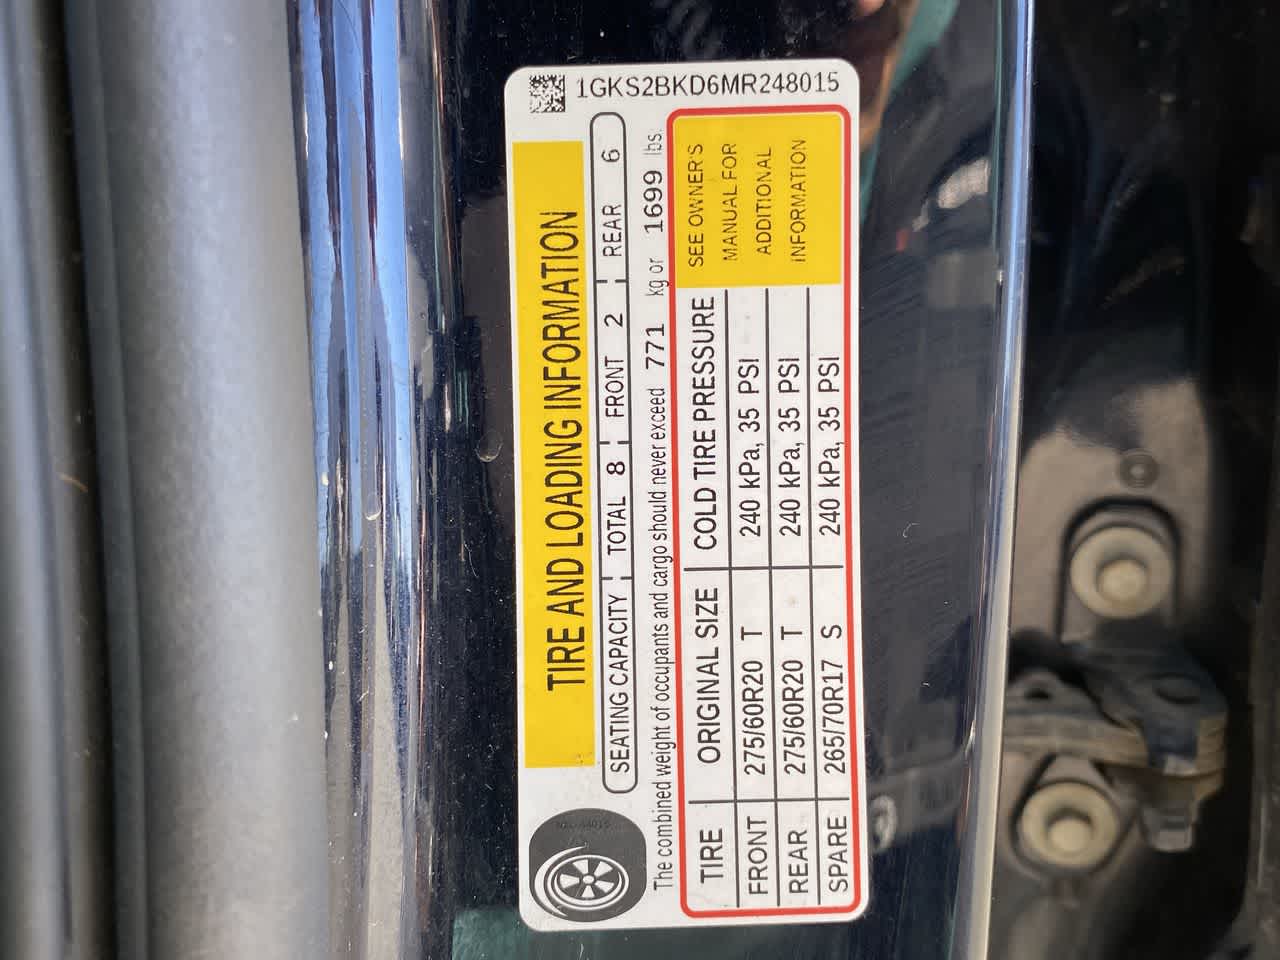 1GKS2BKD6MR248015
TIRE AND LOADING INFORMATION
SEATING CAPACITY TOTAL 8 FRONT 2 REAR 6
The combined weight of occupants and cargo should never exceed 771 kg or 1699 lbs.
TIRE ORIGINAL SIZE COLD TIRE PRESSURE
FRONT 275/60R20 T 240 kPa, 35 PSI
REAR 275/60R20 T 240 kPa, 35 PSI
SPARE 265/70R17 S 240 kPa, 35 PSI
SEE OWNER'S
MANUAL FOR
ADDITIONAL
INFORMATION